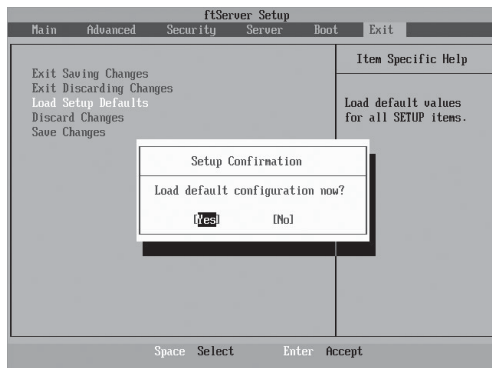 ftServer Setup
Main Advanced Security Server Boot Exit
Item Specific Help
Exit Saving Changes
Exit Discarding Changes
Load Setup Defaults
Discard Changes
Save Changes
Load default values
for all SETUP items.
Setup Confirmation
Load default configuration now?
[Yes] [No]
Space Select Enter Accept